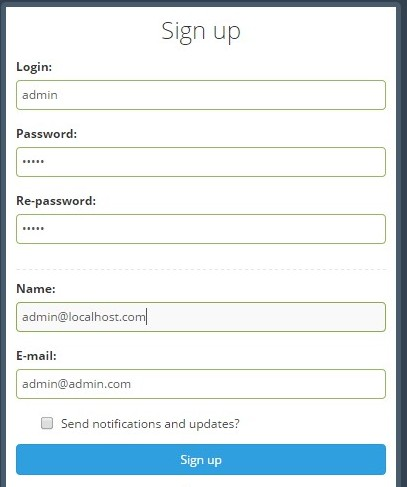 Sign up
Login:
admin
Password:
•••••
Re-password:
•••••
Name:
admin@localhost.com
E-mail:
admin@admin.com
Send notifications and updates?
Sign up